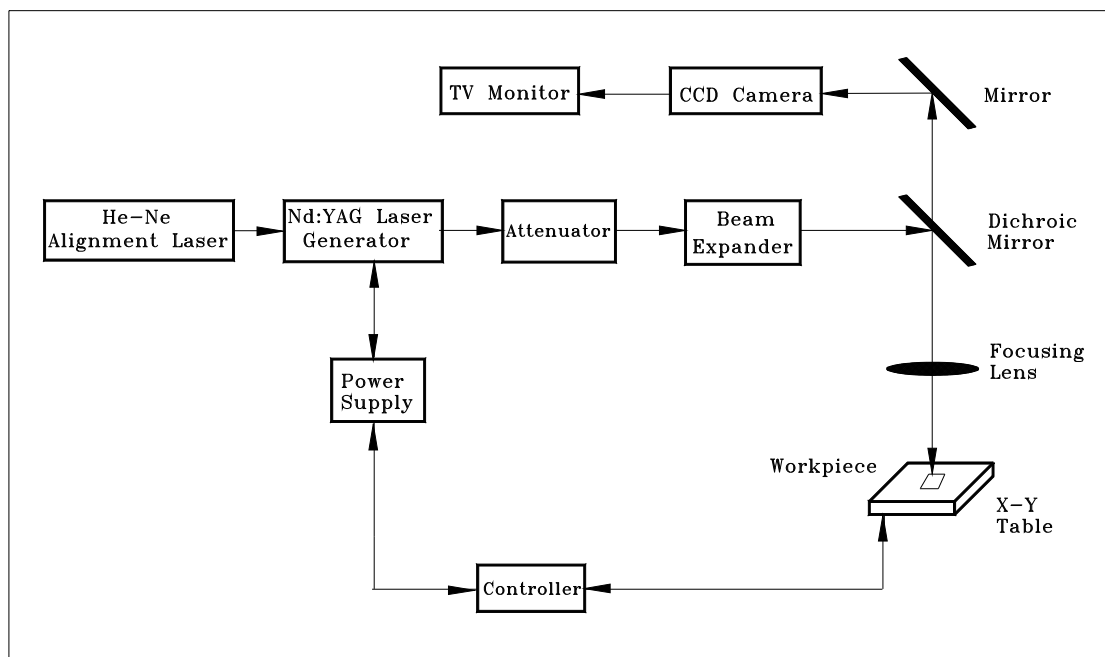 TV Monitor
CCD Camera
Mirror
He-Ne
Alignment Laser
Nd:YAG Laser
Generator
Attenuator
Beam
Expander
Dichroic
Mirror
Focusing
Lens
Power
Supply
Workpiece
X-Y
Table
Controller